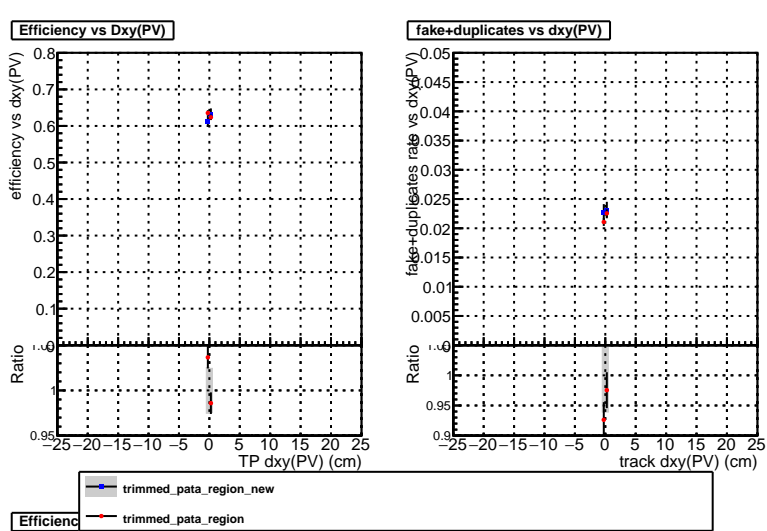 Efficiency vs Dxy(PV)
fake+duplicates vs dxy(PV)
efficiency vs dxy(PV)
0.8
0.7
0.6
0.5
0.4
0.3
0.2
0.1
Ratio
1
0.95
−25 −20 −15 −10 −5 0 5 10 15 20 25
TP dxy(PV) (cm)
fake+duplicates rate vs dxy(PV)
0.05
0.045
0.04
0.035
0.03
0.025
0.02
0.015
0.01
0.005
Ratio
1
0.95
0.9
−25 −20 −15 −10 −5 0 5 10 15 20 25
track dxy(PV) (cm)
trimmed_pata_region_new
trimmed_pata_region
Efficienc